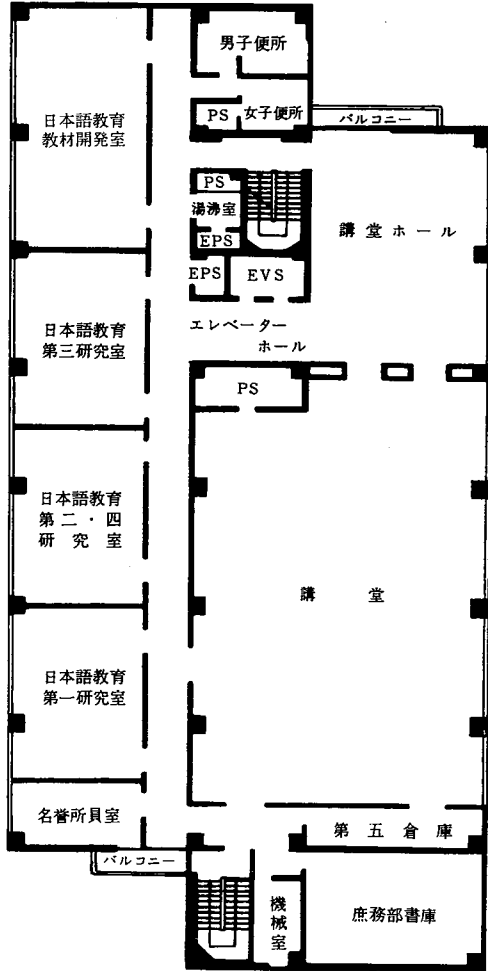 男子便所
PS
女子便所
バルコニー
日本語教育
教材開発室
PS
湯沸室
EPS
講堂ホール
EPS
EVS
エレベーター
ホール
日本語教育
第三研究室
PS
日本語教育
第二・四
研究室
講堂
日本語教育
第一研究室
名誉所員室
第五倉庫
バルコニー
機械室
庶務部書庫